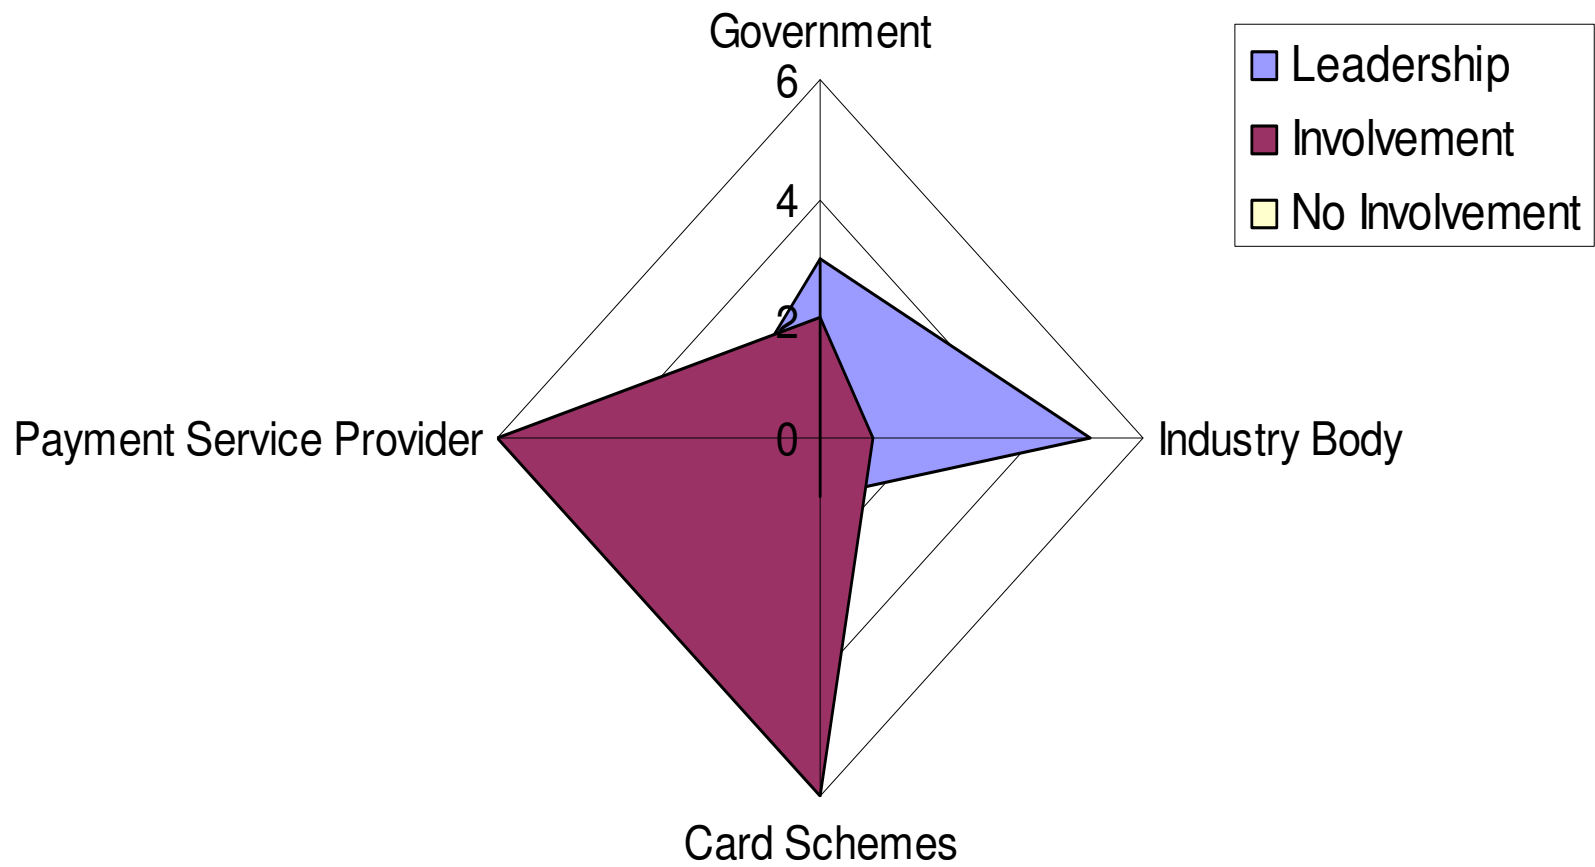 Government
6
4
2
0
Payment Service Provider
Industry Body
Card Schemes
Leadership
Involvement
No Involvement